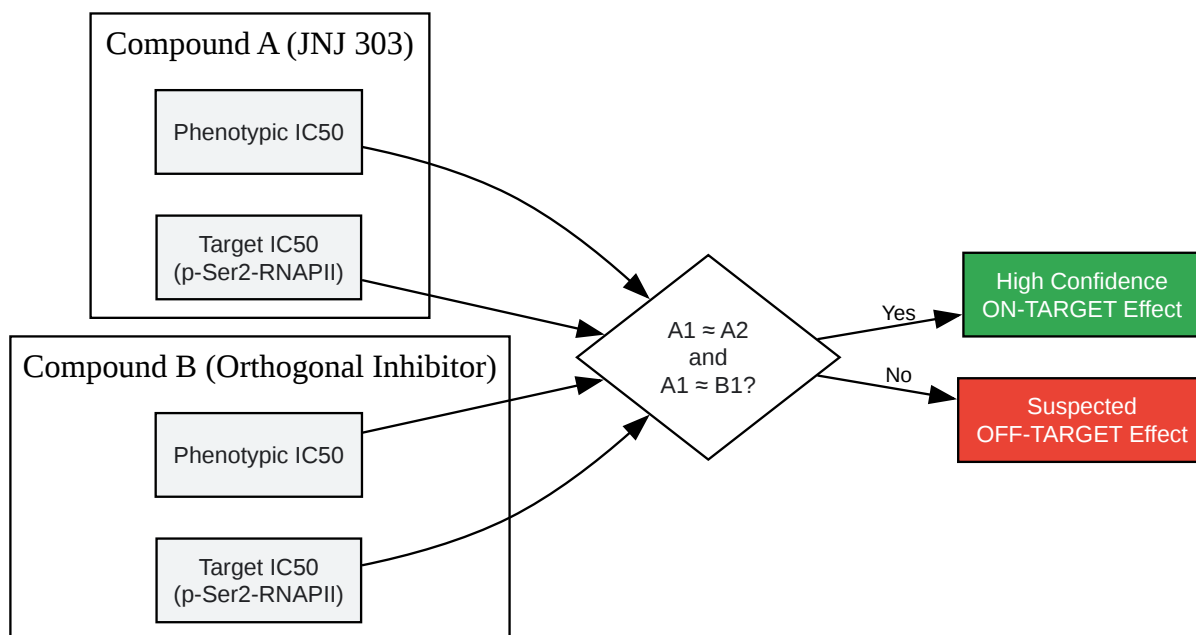 Compound A (JNJ 303)
Phenotypic IC50
Target IC50
(p-Ser2-RNAPII)
Compound B (Orthogonal Inhibitor)
Phenotypic IC50
Target IC50
(p-Ser2-RNAPII)
A1 ≈ A2
and
A1 ≈ B1?
Yes
No
High Confidence
ON-TARGET Effect
Suspected
OFF-TARGET Effect